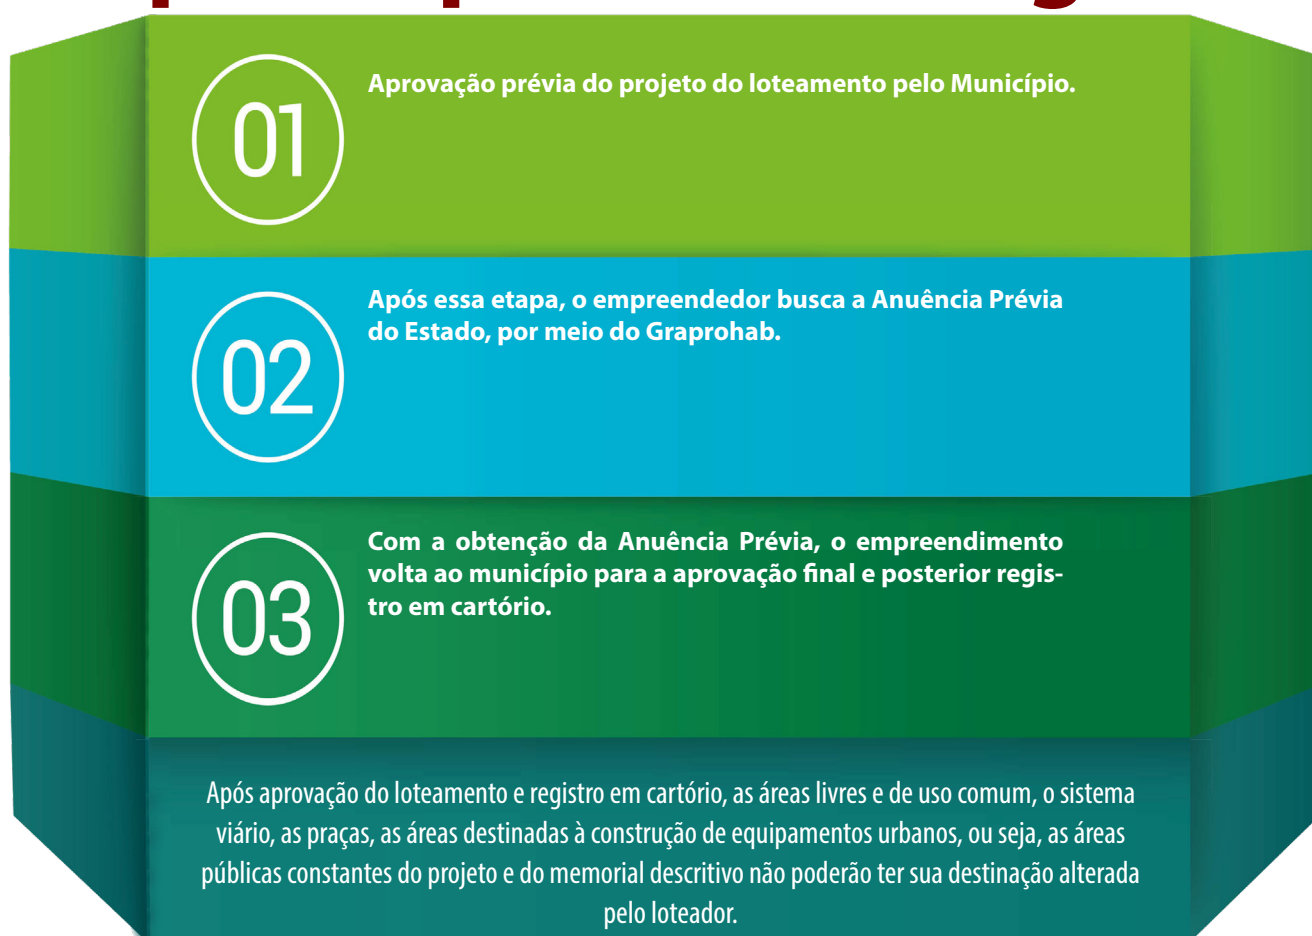 01
Aprovação prévia do projeto do loteamento pelo Município.
02
Após essa etapa, o empreendedor busca a Anuência Prévia
do Estado, por meio do Graprohab.
03
Com a obtenção da Anuência Prévia, o empreendimento
volta ao município para a aprovação final e posterior regis-
tro em cartório.
Após aprovação do loteamento e registro em cartório, as áreas livres e de uso comum, o sistema
viário, as praças, as áreas destinadas à construção de equipamentos urbanos, ou seja, as áreas
públicas constantes do projeto e do memorial descritivo não poderão ter sua destinação alterada
pelo loteador.